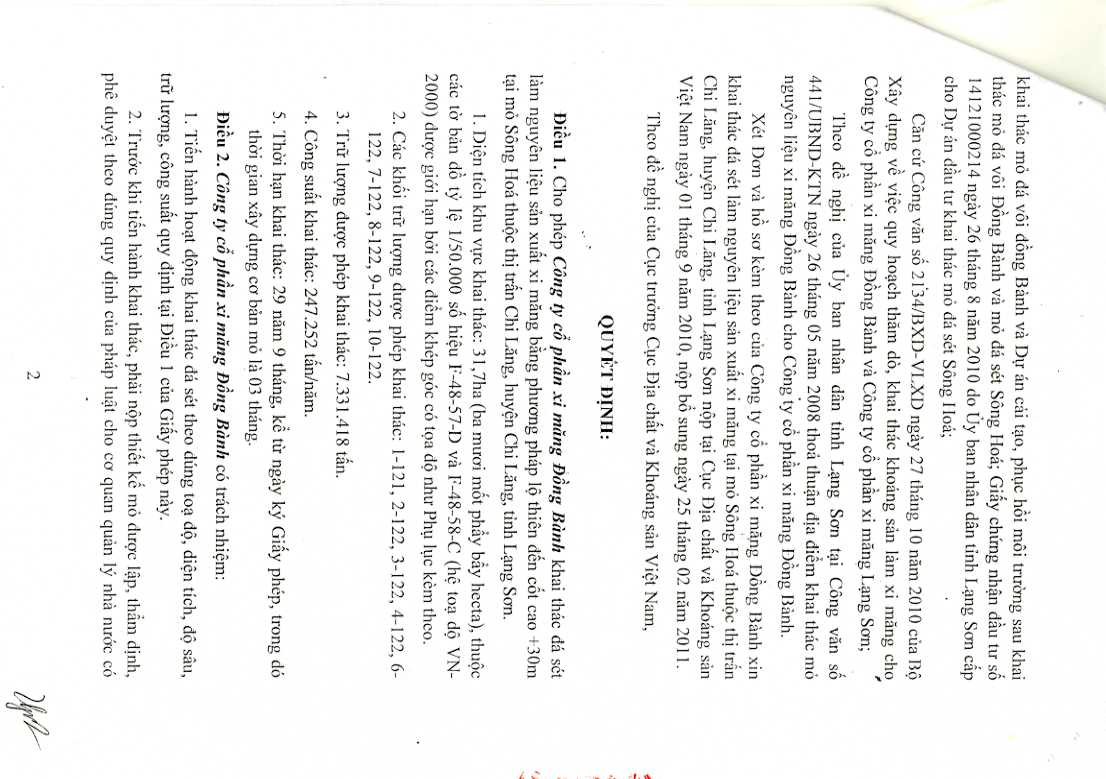 khai thác mỏ đá vôi đồng Bành và Dự án cải tạo, phục hồi môi trường sau khai
thác mỏ đá vôi Đồng Bành và mỏ đá sét Sông Hoá; Giấy chứng nhận đầu tư số
14121000214 ngày 26 tháng 8 năm 2010 do Ủy ban nhân dân tỉnh Lạng Sơn cấp
cho Dự án đầu tư khai thác mỏ đá sét Sông Hoá;
Căn cứ Công văn số 2134/BXD-VLXD ngày 27 tháng 10 năm 2010 của Bộ
Xây dựng về việc quy hoạch thăm dò, khai thác khoáng sản làm xi măng cho
Công ty cổ phần xi măng Đồng Bành và Công ty cổ phần xi măng Lạng Sơn;
Theo đề nghị của Ủy ban nhân dân tỉnh Lạng Sơn tại Công văn số
441/UBND-KTN ngày 26 tháng 05 năm 2008 thoả thuận địa điểm khai thác mỏ
nguyên liệu xi măng Đồng Bành cho Công ty cổ phần xi măng Đồng Bành.
Xét Đơn và hồ sơ kèm theo của Công ty cổ phần xi măng Đồng Bành xin
khai thác đá sét làm nguyên liệu sản xuất xi măng tại mỏ Sông Hoá thuộc thị trấn
Chi Lăng, huyện Chi Lăng, tỉnh Lạng Sơn nộp tại Cục Địa chất và Khoáng sản
Việt Nam ngày 01 tháng 9 năm 2010, nộp bổ sung ngày 25 tháng 02 năm 2011.
Theo đề nghị của Cục trưởng Cục Địa chất và Khoáng sản Việt Nam,
QUYẾT ĐỊNH:
Điều 1. Cho phép Công ty cổ phần xi măng Đồng Bành khai thác đá sét
làm nguyên liệu sản xuất xi măng bằng phương pháp lộ thiên đến cốt cao +30m
tại mỏ Sông Hoá thuộc thị trấn Chi Lăng, huyện Chi Lăng, tỉnh Lạng Sơn.
1. Diện tích khu vực khai thác: 31,7ha (ba mươi mốt phẩy bẩy hecta), thuộc
các tờ bản đồ tỷ lệ 1/50.000 số hiệu F-48-57-D và F-48-58-C (hệ toạ độ VN-
2000) được giới hạn bởi các điểm khép góc có tọa độ như Phụ lục kèm theo.
2. Các khối trữ lượng được phép khai thác: 1-121, 2-122, 3-122, 4-122, 6-
122, 7-122, 8-122, 9-122, 10-122.
3. Trữ lượng được phép khai thác: 7.331.418 tấn.
4. Công suất khai thác: 247.252 tấn/năm.
5. Thời hạn khai thác: 29 năm 9 tháng, kể từ ngày ký Giấy phép, trong đó
thời gian xây dựng cơ bản mỏ là 03 tháng.
Điều 2. Công ty cổ phần xi măng Đồng Bành có trách nhiệm:
1. Tiến hành hoạt động khai thác đá sét theo đúng toạ độ, diện tích, độ sâu,
trữ lượng, công suất quy định tại Điều 1 của Giấy phép này.
2. Trước khi tiến hành khai thác, phải nộp thiết kế mỏ được lập, thẩm định,
phê duyệt theo đúng quy định của pháp luật cho cơ quan quản lý nhà nước có
2